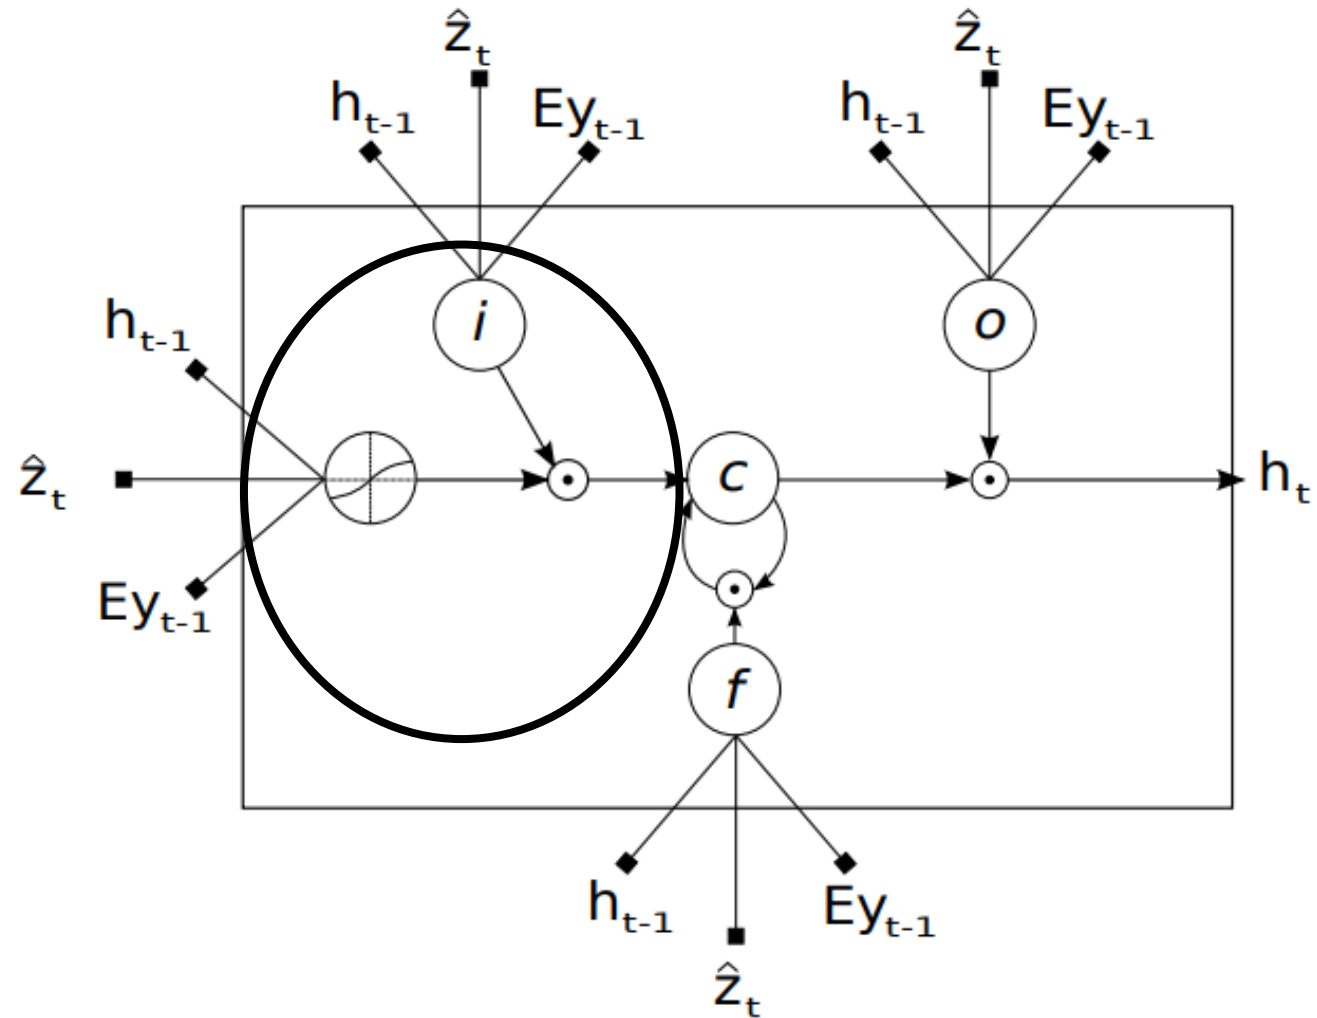 ẑt ẑt
ht-1 Eyt-1 ht-1 Eyt-1
i o
ht-1
ẑt c ht
Eyt-1
f
ht-1 Eyt-1
ẑt